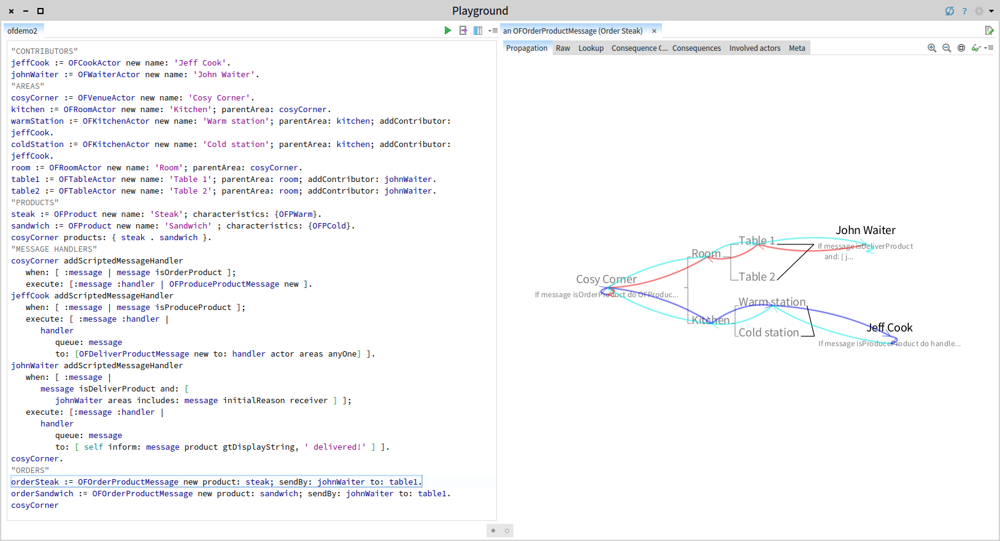 Playground
?
ofdemo2
"CONTRIBUTORS"
jeffCook := OFCookActor new name: 'Jeff Cook'.
johnWaiter := OFWaiterActor new name: 'John Waiter'.
"AREAS"
cosyCorner := OFVenueActor new name: 'Cosy Corner'.
kitchen := OFRoomActor new name: 'Kitchen'; parentArea: cosyCorner.
warmStation := OFKitchenActor new name: 'Warm station'; parentArea: kitchen; addContributor:
jeffCook.
coldStation := OFKitchenActor new name: 'Cold station'; parentArea: kitchen; addContributor:
jeffCook.
room := OFRoomActor new name: 'Room'; parentArea: cosyCorner.
table1 := OFTableActor new name: 'Table 1'; parentArea: room; addContributor: johnWaiter.
table2 := OFTableActor new name: 'Table 2'; parentArea: room; addContributor: johnWaiter.
"PRODUCTS"
steak := OFProduct new name: 'Steak'; characteristics: {OFPWarm}.
sandwich := OFProduct new name: 'Sandwich' ; characteristics: {OFPCold}.
cosyCorner products: { steak . sandwich }.
"MESSAGE HANDLERS"
cosyCorner addScriptedMessageHandler
when: [ :message | message isOrderProduct ];
execute: [:message :handler | OFProduceProductMessage new ].
jeffCook addScriptedMessageHandler
when: [ :message | message isProduceProduct ];
execute: [ :message :handler |
handler
queue: message
to: [OFDeliverProductMessage new to: handler actor areas anyOne] ].
johnWaiter addScriptedMessageHandler
when: [ :message |
message isDeliverProduct and: [
johnWaiter areas includes: message initialReason receiver ] ];
execute: [:message :handler |
handler
queue: message
to: [ self inform: message product gtDisplayString, ' delivered!' ] ].
cosyCorner.
"ORDERS"
orderSteak := OFOrderProductMessage new product: steak; sendBy: johnWaiter to: table1.
orderSandwich := OFOrderProductMessage new product: sandwich; sendBy: johnWaiter to: table1.
cosyCorner
an OFOrderProductMessage (Order Steak)
Propagation Raw Lookup Consequence C... Consequences Involved actors Meta
John Waiter
If message isDeliverProduct
and: [ j...
Table 1
Room
Table 2
Cosy Corner
If message isOrderProduct do OFProduc...
Warm station
Kitchen
Cold station
Jeff Cook
If message isProduceProduct do handle...